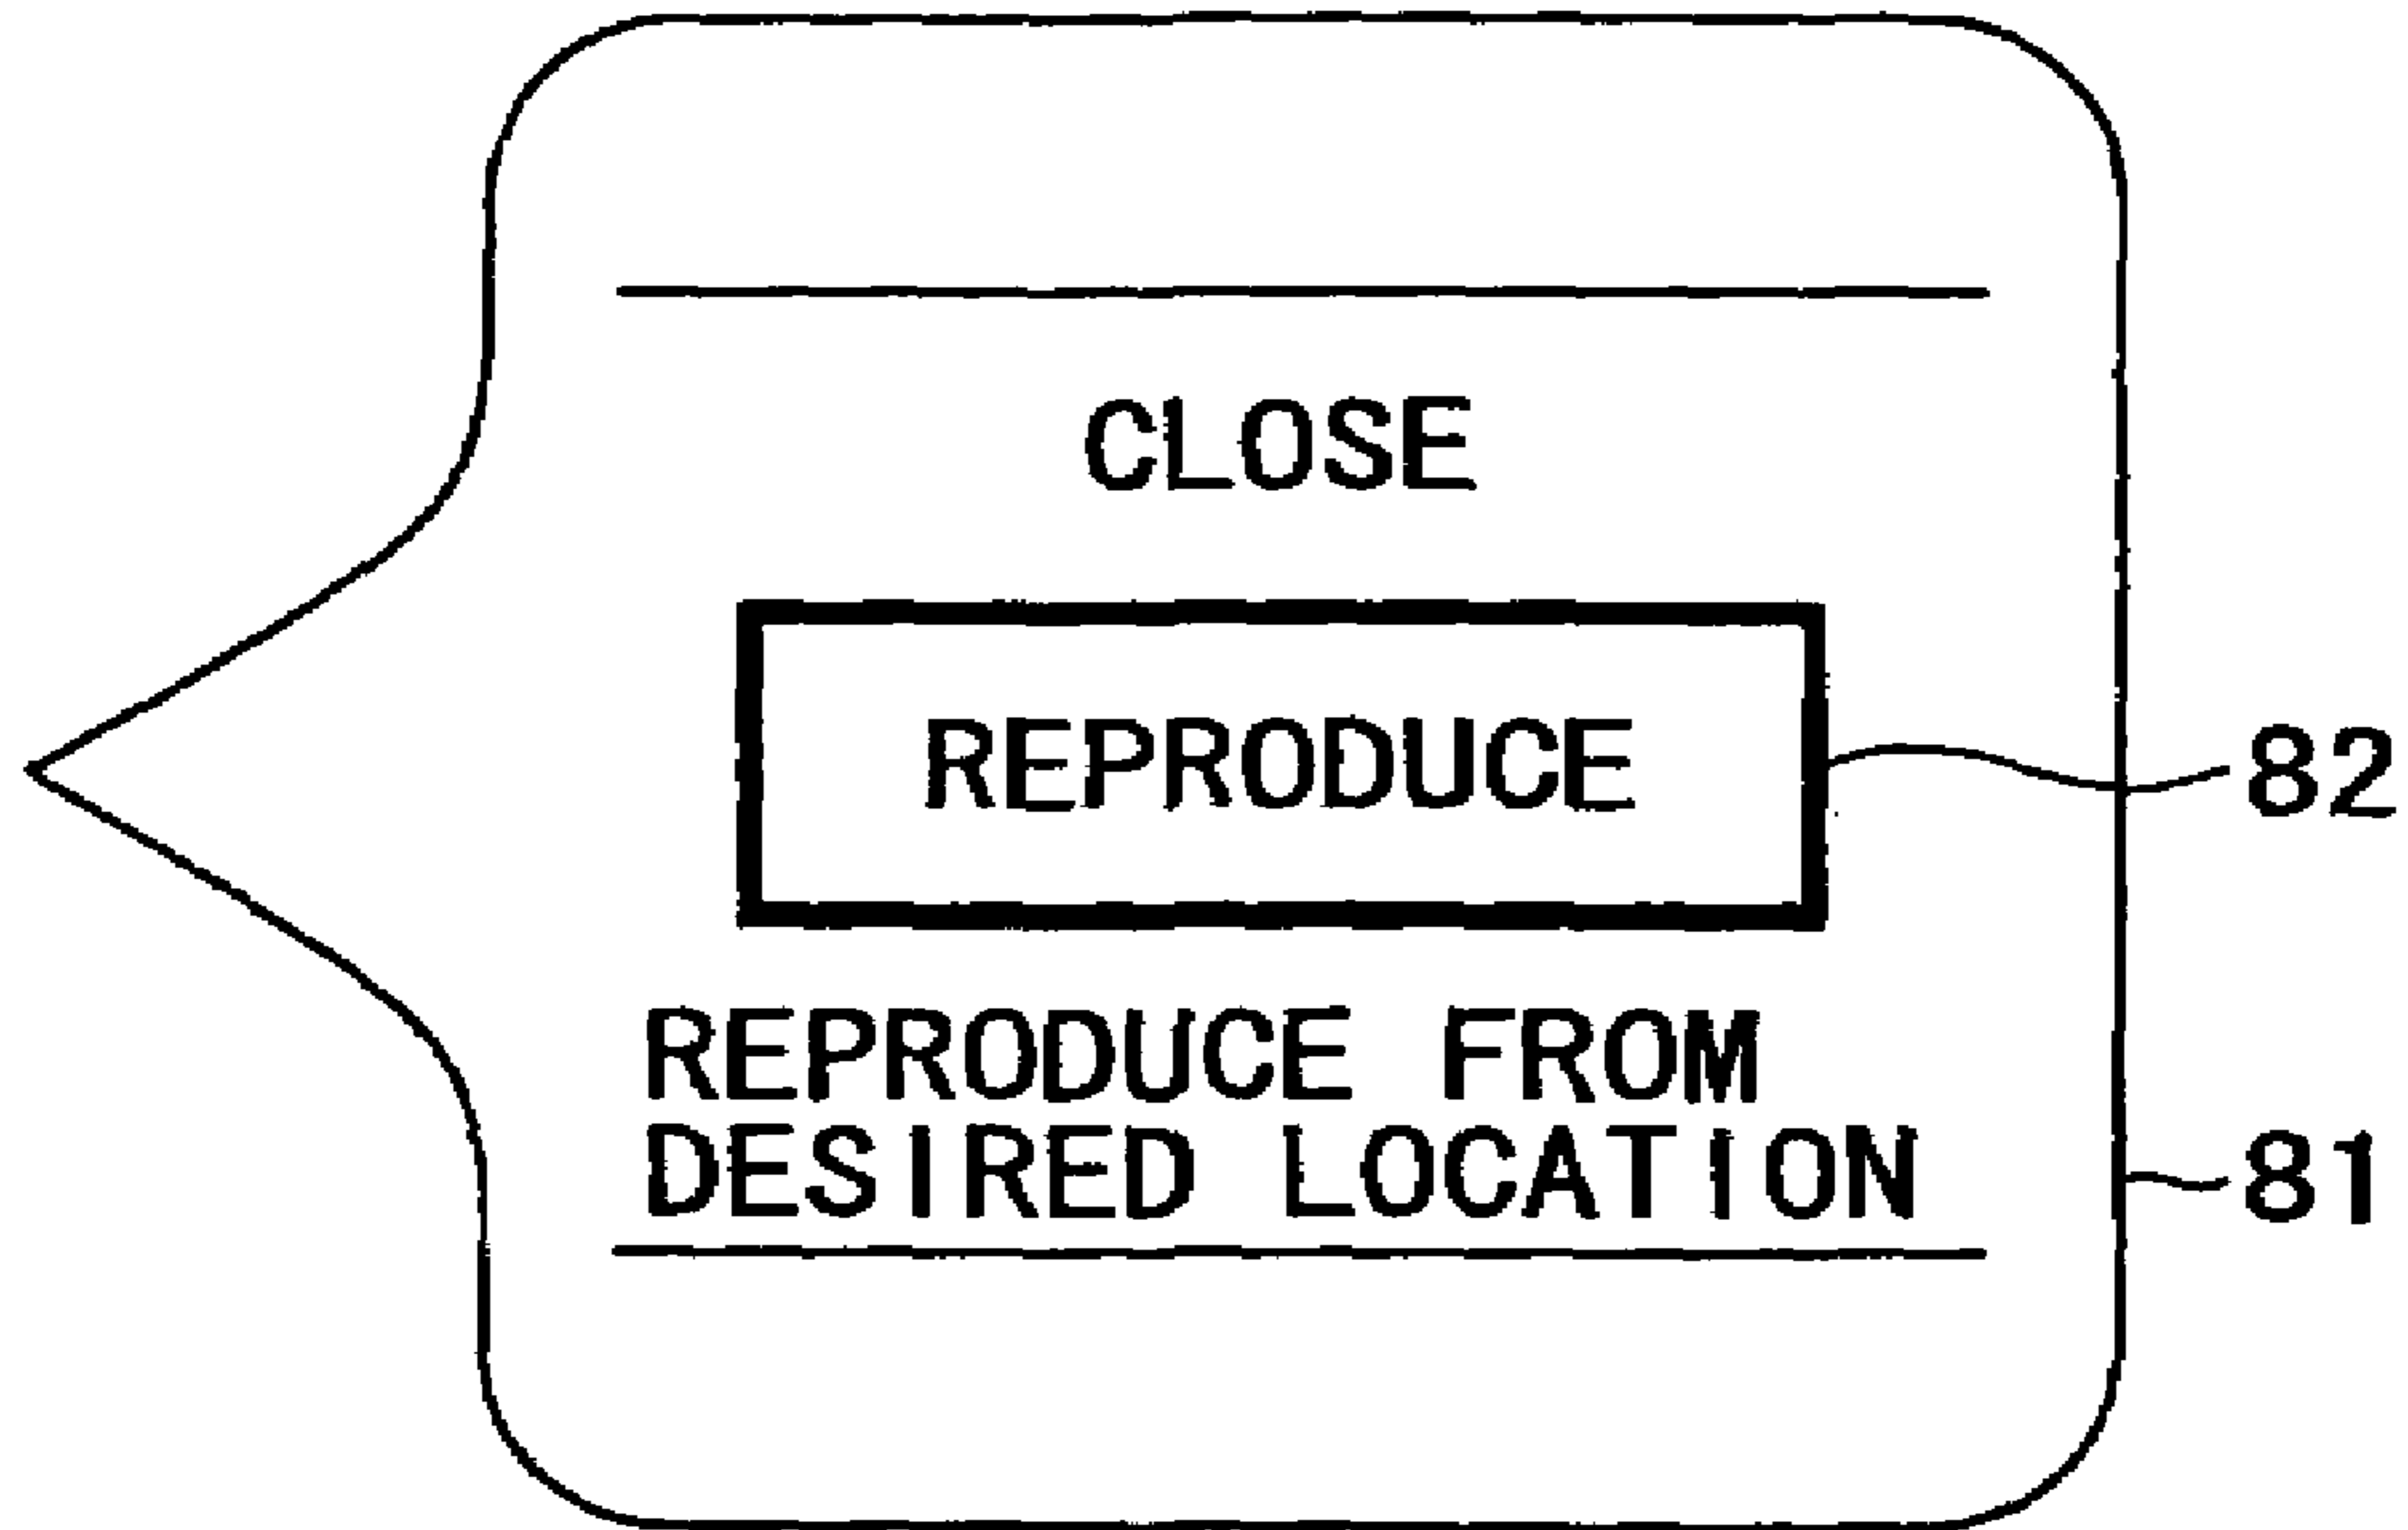 CLOSE
REPRODUCE
82
REPRODUCE FROM
DESIRED LOCATION
81